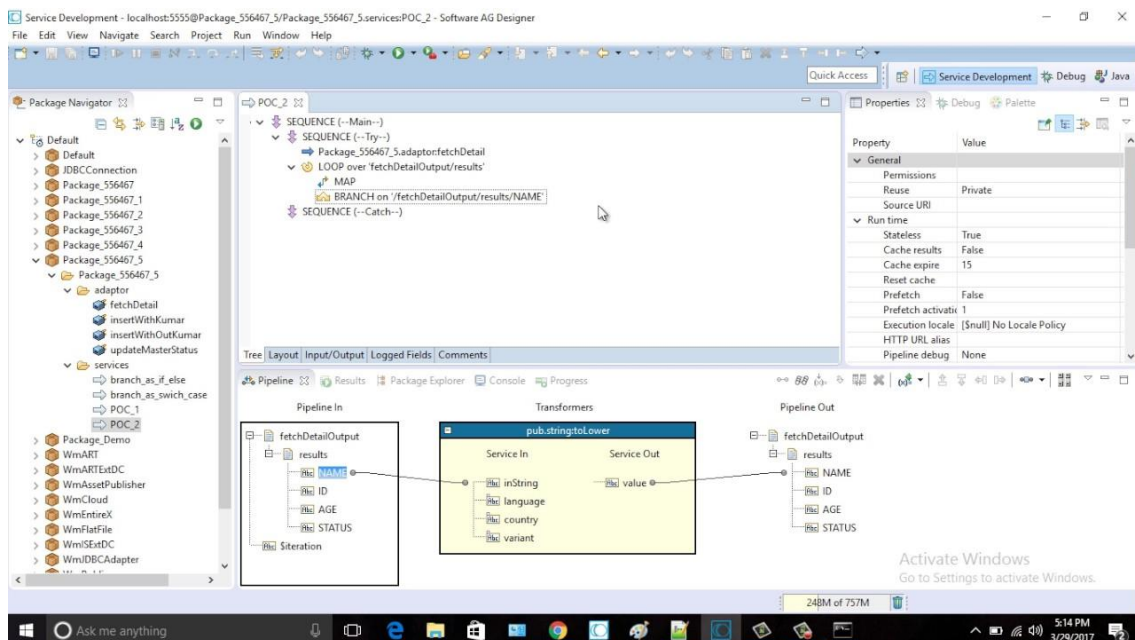 Service Development - localhost:5555@Package_556467_5/Package_556467_5.services:POC_2 - Software AG Designer
File Edit View Navigate Search Project Run Window Help
Quick Access Service Development Debug Java
Package Navigator
Default
Default
JDBCConnection
Package_556467
Package_556467_1
Package_556467_2
Package_556467_3
Package_556467_4
Package_556467_5
Package_556467_5
adaptor
fetchDetail
insertWithKumar
insertWithOutKumar
updateMasterStatus
services
branch_as_if_else
branch_as_swich_case
POC_1
POC_2
Package_Demo
WmART
WmARTExtDC
WmAssetPublisher
WmCloud
WmEntireX
WmFlatFile
WmISExtDC
WmJDBCAdapter
POC_2
SEQUENCE (--Main--)
SEQUENCE (--Try--)
Package_556467_5.adaptor:fetchDetail
LOOP over 'fetchDetailOutput/results'
MAP
BRANCH on '/fetchDetailOutput/results/NAME'
SEQUENCE (--Catch--)
Tree Layout Input/Output Logged Fields Comments
Properties Debug Palette
Property Value
General
Permissions
Reuse Private
Source URI
Run time
Stateless True
Cache results False
Cache expire 15
Reset cache
Prefetch False
Prefetch activatic 1
Execution locale [$null] No Locale Policy
HTTP URL alias
Pipeline debug None
Pipeline Results Package Explorer Console Progress
Pipeline In Transformers Pipeline Out
fetchDetailOutput
results
NAME
ID
AGE
STATUS
$iteration
pub.string:toLower
Service In Service Out
inString value
language
country
variant
fetchDetailOutput
results
NAME
ID
AGE
STATUS
Activate Windows
Go to Settings to activate Windows.
248M of 757M
Ask me anything
5:14 PM
3/29/2017